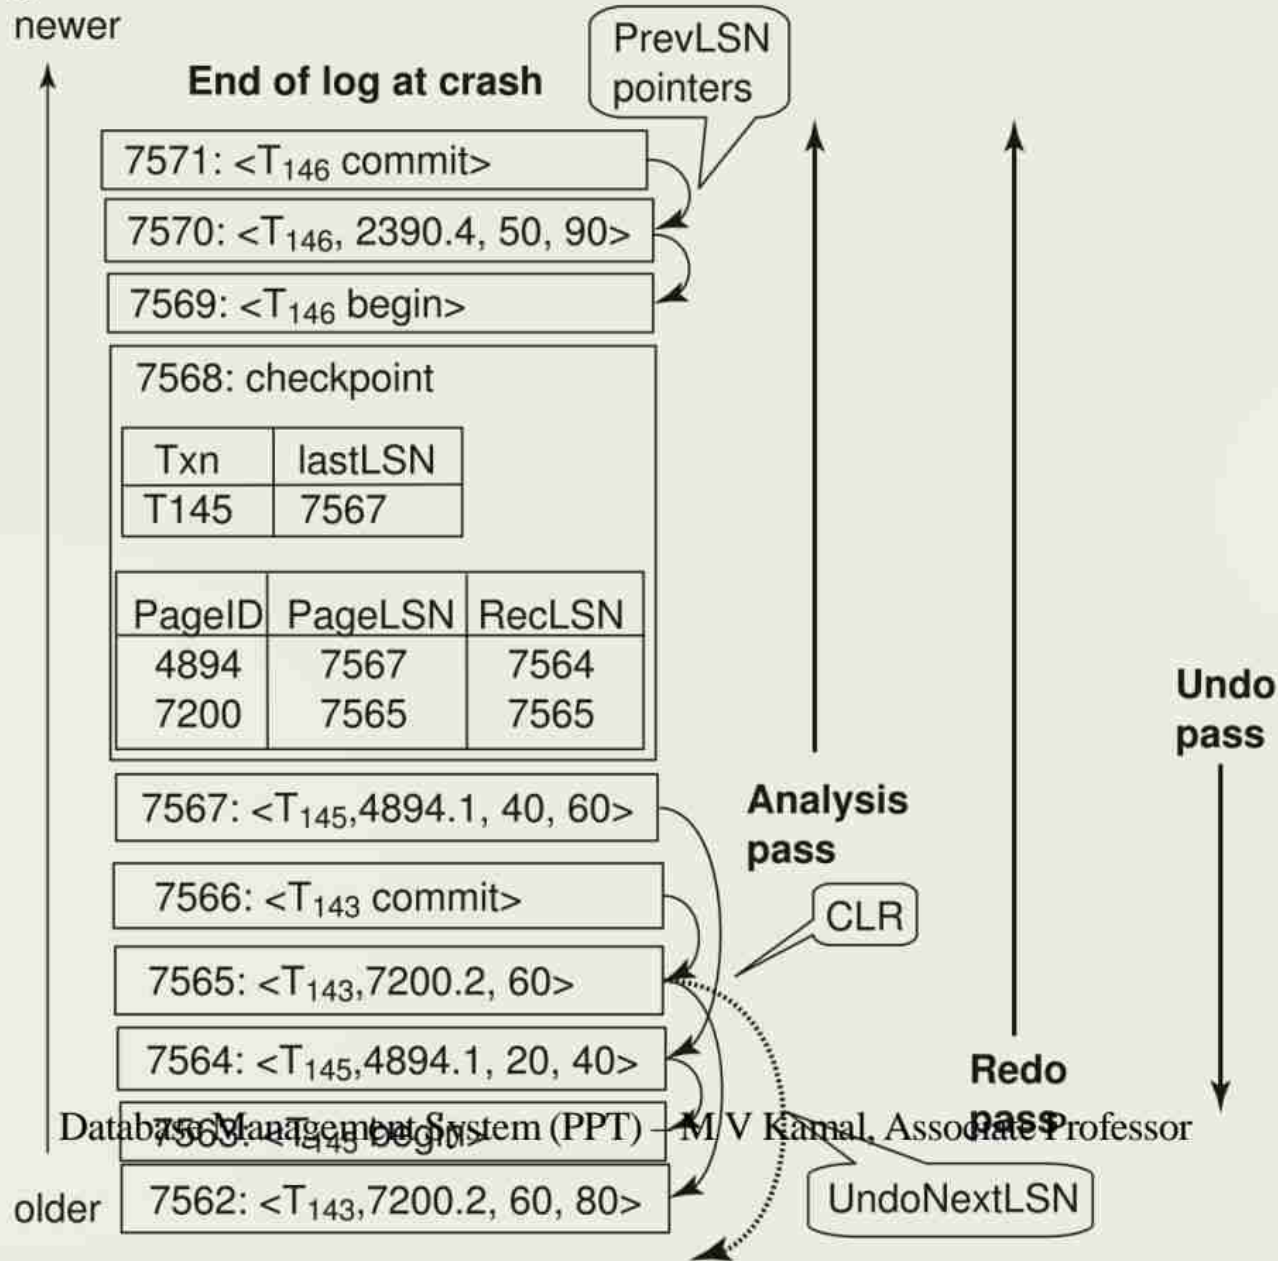 newer
PrevLSN
pointers
End of log at crash
7571: <T146 commit>
7570: <T146, 2390.4, 50, 90>
7569: <T146 begin>
7568: checkpoint
Txn lastLSN
T145 7567
PageID PageLSN RecLSN
4894 7567 7564
7200 7565 7565
Undo
pass
7567: <T145,4894.1, 40, 60>
Analysis
pass
7566: <T143 commit>
CLR
7565: <T143,7200.2, 60>
7564: <T145,4894.1, 20, 40>
Redo
pass
7563: <T145 begin>
Database Management System (PPT) – M V Kamal, Associate Professor
older
7562: <T143,7200.2, 60, 80>
UndoNextLSN